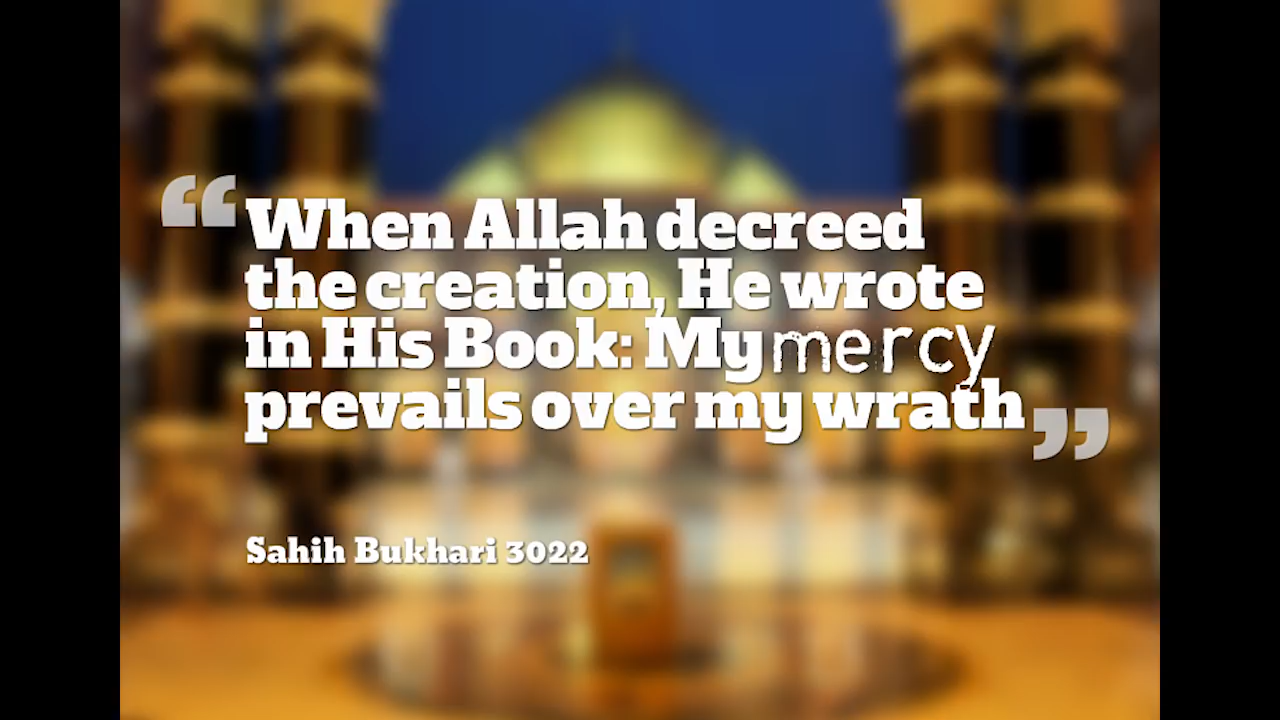 “When Allah decreed
the creation, He wrote
in His Book: My mercy
prevails over my wrath”
Sahih Bukhari 3022